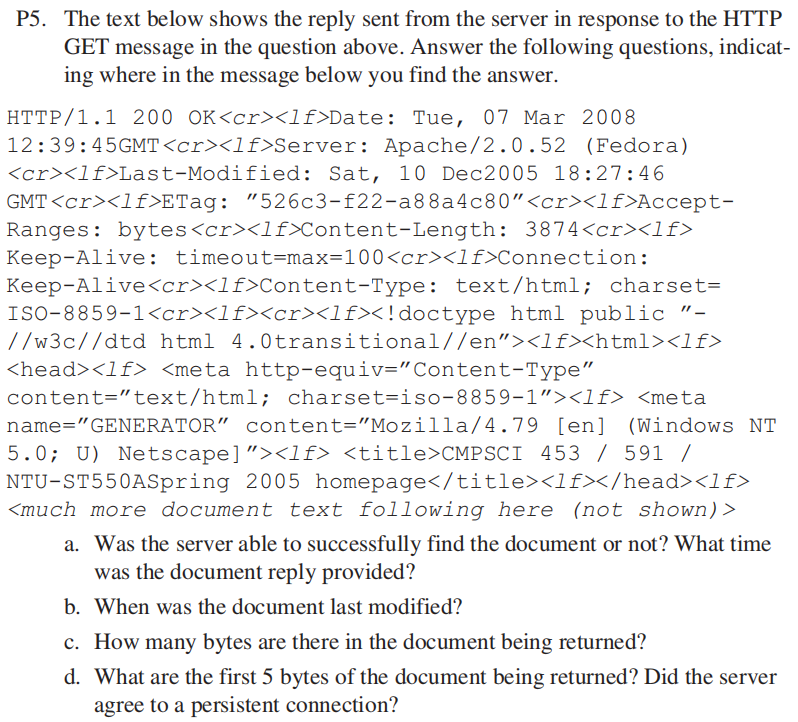 P5. The text below shows the reply sent from the server in response to the HTTP
GET message in the question above. Answer the following questions, indicat-
ing where in the message below you find the answer.
HTTP/1.1 200 OK<cr><lf>Date: Tue, 07 Mar 2008
12:39:45GMT<cr><lf>Server: Apache/2.0.52 (Fedora)
<cr><lf>Last-Modified: Sat, 10 Dec2005 18:27:46
GMT<cr><lf>ETag: ”526c3-f22-a88a4c80”<cr><lf>Accept-
Ranges: bytes<cr><lf>Content-Length: 3874<cr><lf>
Keep-Alive: timeout=max=100<cr><lf>Connection:
Keep-Alive<cr><lf>Content-Type: text/html; charset=
ISO-8859-1<cr><lf><cr><lf><!doctype html public ”-
//w3c//dtd html 4.0transitional//en”><lf><html><lf>
<head><lf> <meta http-equiv=”Content-Type”
content=”text/html; charset=iso-8859-1”><lf> <meta
name=”GENERATOR” content=”Mozilla/4.79 [en] (Windows NT
5.0; U) Netscape]”><lf> <title>CMPSCI 453 / 591 /
NTU-ST550ASpring 2005 homepage</title><lf></head><lf>
<much more document text following here (not shown)>
a. Was the server able to successfully find the document or not? What time
was the document reply provided?
b. When was the document last modified?
c. How many bytes are there in the document being returned?
d. What are the first 5 bytes of the document being returned? Did the server
agree to a persistent connection?